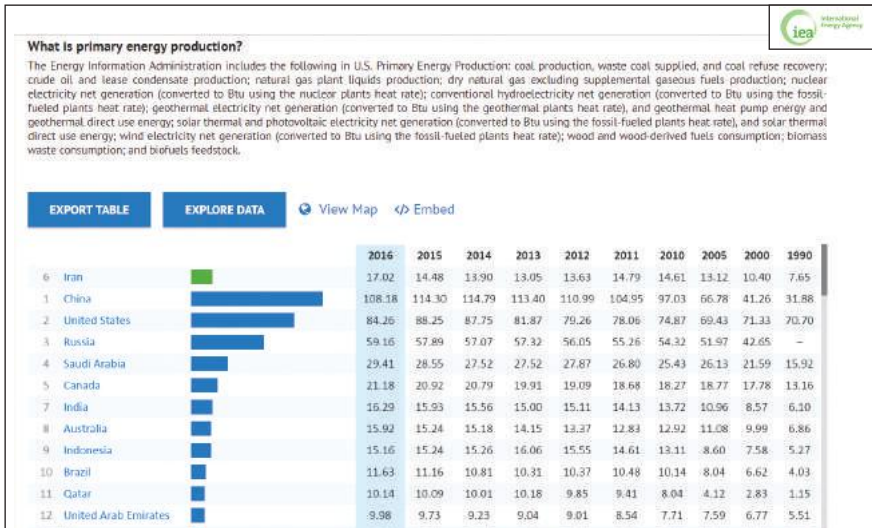 iea
International
Energy Agency
What is primary energy production?
The Energy Information Administration includes the following in U.S. Primary Energy Production: coal production, waste coal supplied, and coal refuse recovery;
crude oil and lease condensate production; natural gas plant liquids production; dry natural gas excluding supplemental gaseous fuels production; nuclear
electricity net generation (converted to Btu using the nuclear plants heat rate); conventional hydroelectricity net generation (converted to Btu using the fossil-
fueled plants heat rate); geothermal electricity net generation (converted to Btu using the geothermal plants heat rate), and geothermal heat pump energy and
geothermal direct use energy; solar thermal and photovoltaic electricity net generation (converted to Btu using the fossil-fueled plants heat rate), and solar thermal
direct use energy; wind electricity net generation (converted to Btu using the fossil-fueled plants heat rate); wood and wood-derived fuels consumption; biomass
waste consumption; and biofuels feedstock.
EXPORT TABLE EXPLORE DATA View Map </> Embed
2016 2015 2014 2013 2012 2011 2010 2005 2000 1990
6 Iran 17.02 14.48 13.90 13.05 13.63 14.79 14.61 13.12 10.40 7.65
1 China 108.18 114.30 114.79 113.40 110.99 104.95 97.03 66.78 41.26 31.88
2 United States 84.26 88.25 87.75 81.87 79.26 78.06 74.87 69.43 71.33 70.70
3 Russia 59.16 57.89 57.07 57.32 56.05 55.26 54.32 51.97 42.65 –
4 Saudi Arabia 29.41 28.55 27.52 27.52 27.87 26.80 25.43 26.13 21.59 15.92
5 Canada 21.18 20.92 20.79 19.91 19.09 18.68 18.27 18.77 17.78 13.16
7 India 16.29 15.93 15.56 15.00 15.11 14.13 13.72 10.96 8.57 6.10
8 Australia 15.92 15.24 15.18 14.15 13.37 12.83 12.92 11.08 9.99 6.86
9 Indonesia 15.16 15.24 15.26 16.06 15.55 14.61 13.11 8.60 7.58 5.27
10 Brazil 11.63 11.16 10.81 10.31 10.37 10.48 10.14 8.04 6.62 4.03
11 Qatar 10.14 10.09 10.01 10.18 9.85 9.41 8.04 4.12 2.83 1.15
12 United Arab Emirates 9.98 9.73 9.23 9.04 9.01 8.54 7.71 7.59 6.77 5.51